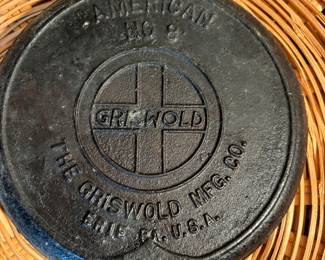 AMERICAN
NO 8
GRISWOLD
THE GRISWOLD MFG. CO.
ERIE PA. U.S.A.